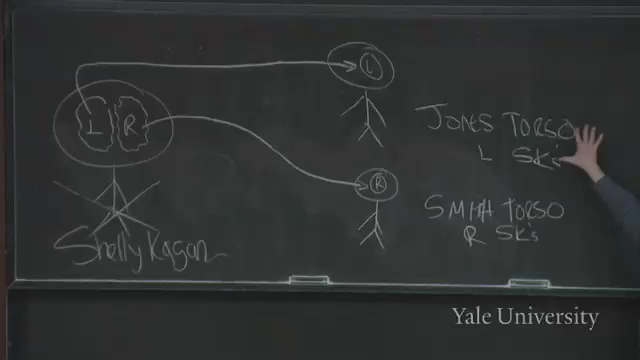 L
L R
JONES TORSO
L SK's
R
SMITH TORSO
R SK's
Shelly Kagan
Yale University